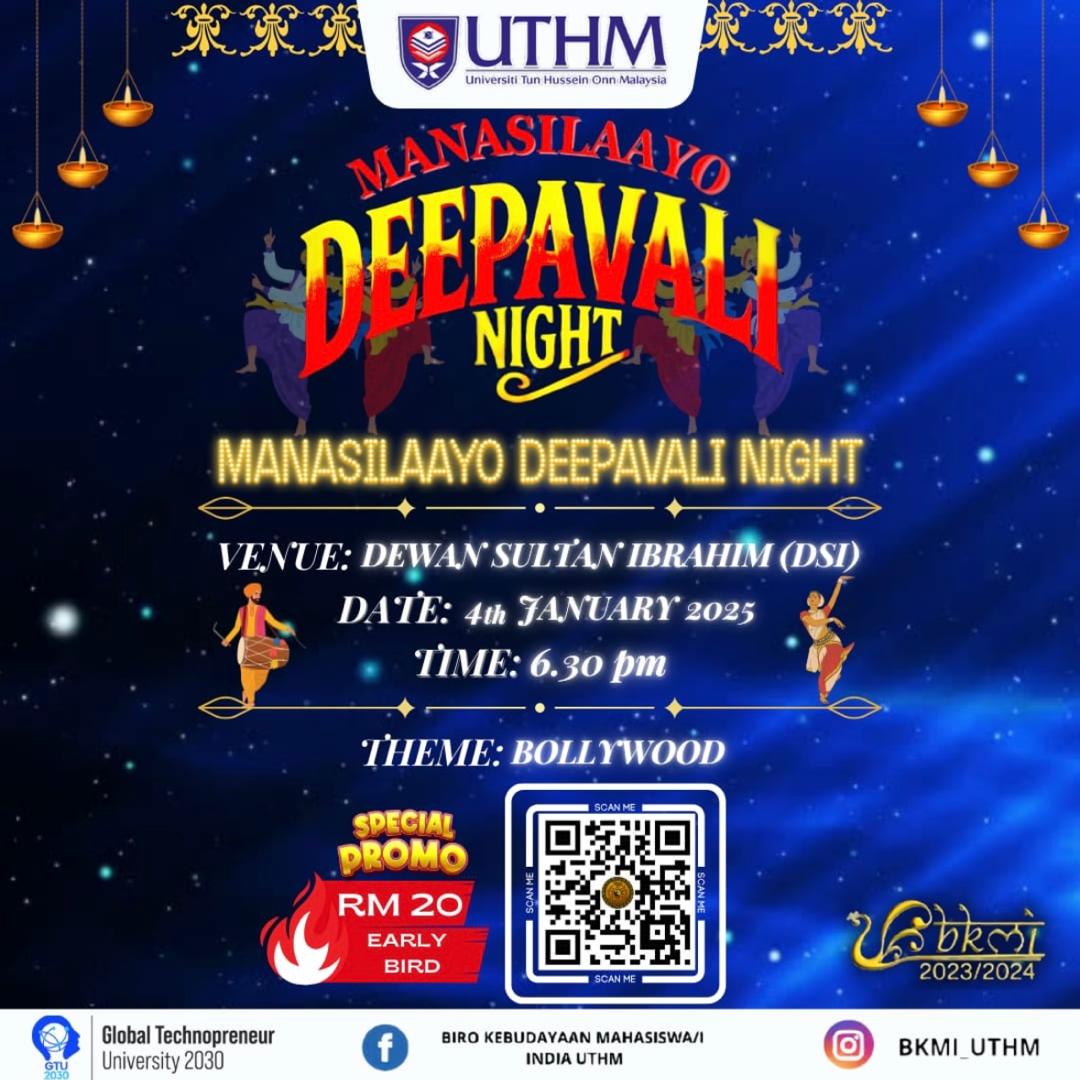 UTHM
Universiti Tun Hussein Onn Malaysia
MANASILAAYO
DEEPAVALI
NIGHT
MANASILAAYO DEEPAVALI NIGHT
VENUE: DEWAN SULTAN IBRAHIM (DSI)
DATE: 4th JANUARY 2025
TIME: 6.30 pm
THEME: BOLLYWOOD
SPECIAL
PROMO
RM 20
EARLY
BIRD
SCAN ME
SCAN ME
SCAN ME
SCAN ME
bkmi
2023/2024
GTU
2030
Global Technopreneur
University 2030
BIRO KEBUDAYAAN MAHASISWA/I
INDIA UTHM
BKMI_UTHM